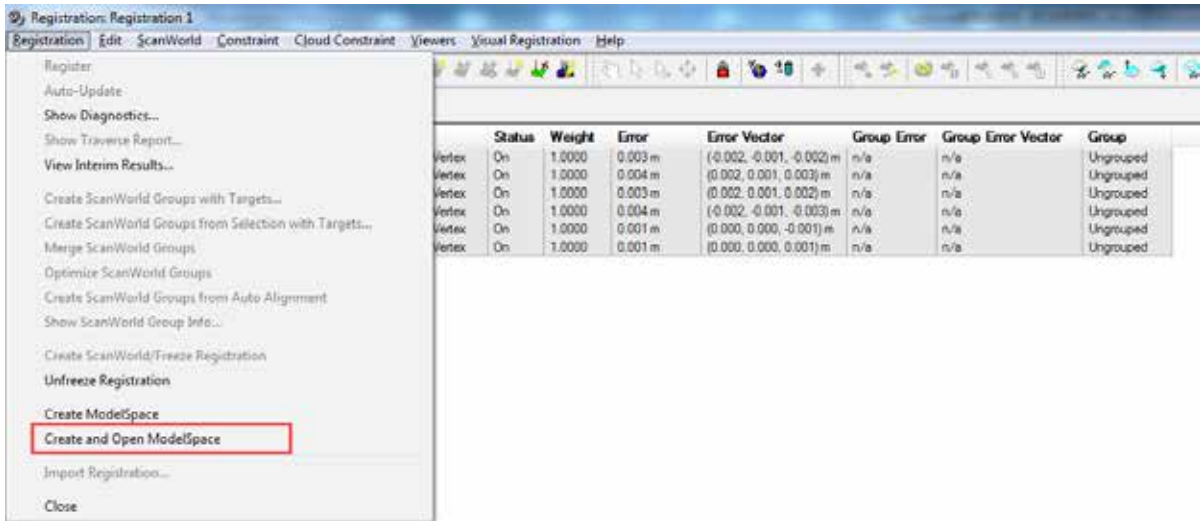 Registration: Registration 1
Registration Edit ScanWorld Constraint Cloud Constraint Viewers Visual Registration Help
Register
Auto-Update
Show Diagnostics...
Show Traverse Report...
View Interim Results...
Create ScanWorld Groups with Targets...
Create ScanWorld Groups from Selection with Targets...
Merge ScanWorld Groups
Optimize ScanWorld Groups
Create ScanWorld Groups from Auto Alignment
Show ScanWorld Group Info...
Create ScanWorld/Freeze Registration
Unfreeze Registration
Create ModelSpace
Create and Open ModelSpace
Import Registration...
Close
Status Weight Error Error Vector Group Error Group Error Vector Group
Vertex On 1.0000 0.003 m (-0.002, -0.001, -0.002) m n/a n/a Ungrouped
Vertex On 1.0000 0.004 m (0.002, 0.001, 0.003) m n/a n/a Ungrouped
Vertex On 1.0000 0.003 m (0.002, 0.001, 0.002) m n/a n/a Ungrouped
Vertex On 1.0000 0.004 m (-0.002, -0.001, -0.003) m n/a n/a Ungrouped
Vertex On 1.0000 0.001 m (0.000, 0.000, -0.001) m n/a n/a Ungrouped
Vertex On 1.0000 0.001 m (0.000, 0.000, 0.001) m n/a n/a Ungrouped